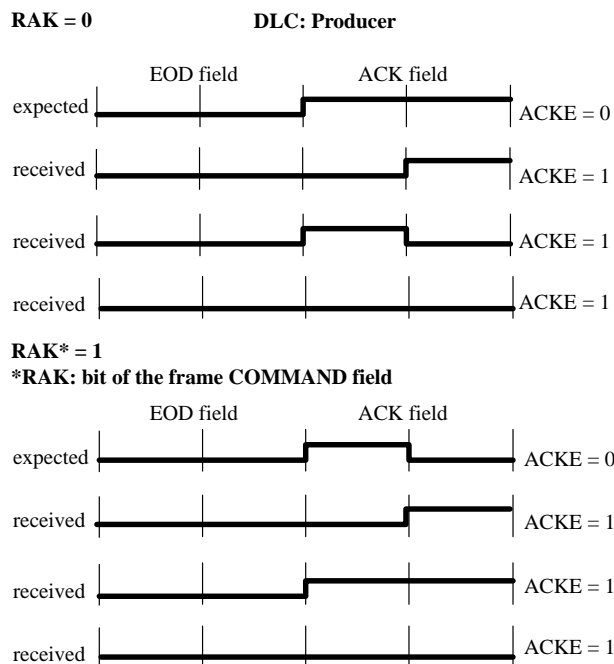 RAK = 0 DLC: Producer
EOD field ACK field
expected ACKE = 0
received ACKE = 1
received ACKE = 1
received ACKE = 1
RAK* = 1
*RAK: bit of the frame COMMAND field
EOD field ACK field
expected ACKE = 0
received ACKE = 1
received ACKE = 1
received ACKE = 1